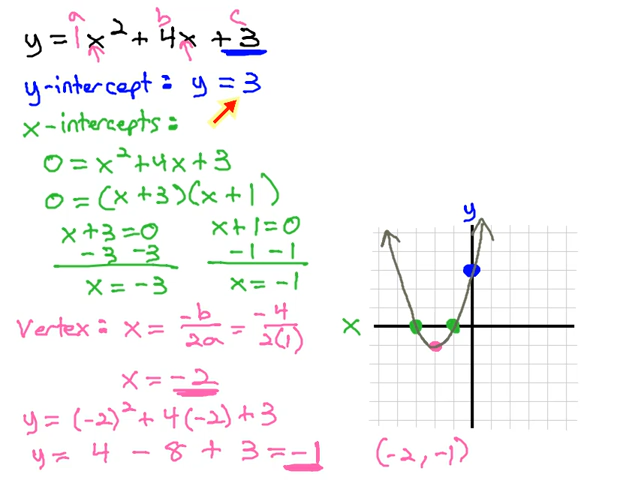 a b c
y = 1x² + 4x + 3
y-intercept: y = 3
x-intercepts:
0 = x² + 4x + 3
0 = (x + 3)(x + 1)
x + 3 = 0 x + 1 = 0
- 3 - 3 - 1 - 1
x = -3 x = -1
y
x
Vertex: x = -b/2a = -4/2(1)
x = -2
y = (-2)² + 4(-2) + 3
y = 4 - 8 + 3 = -1
(-2, -1)